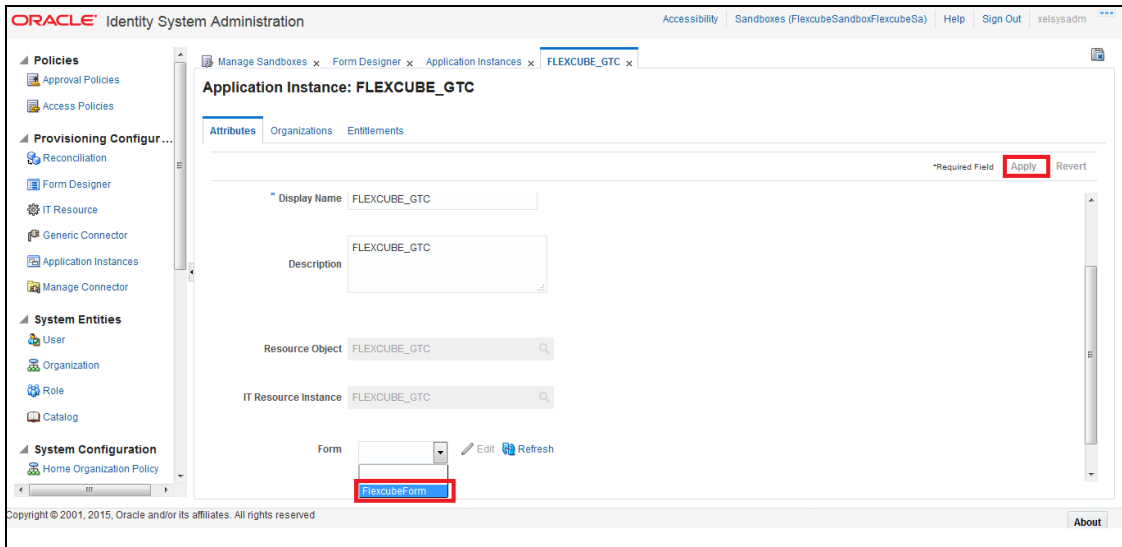 ORACLE® Identity System Administration
Accessibility Sandboxes (FlexcubeSandboxFlexcubeSa) Help Sign Out xelsysadm
Policies
Approval Policies
Access Policies
Provisioning Configur...
Reconciliation
Form Designer
IT Resource
Generic Connector
Application Instances
Manage Connector
System Entities
User
Organization
Role
Catalog
System Configuration
Home Organization Policy
Manage Sandboxes x Form Designer x Application Instances x FLEXCUBE_GTC x
Application Instance: FLEXCUBE_GTC
Attributes Organizations Entitlements
*Required Field Apply Revert
* Display Name FLEXCUBE_GTC
Description FLEXCUBE_GTC
Resource Object FLEXCUBE_GTC
IT Resource Instance FLEXCUBE_GTC
Form Edit Refresh
FlexcubeForm
Copyright © 2001, 2015, Oracle and/or its affiliates. All rights reserved
About